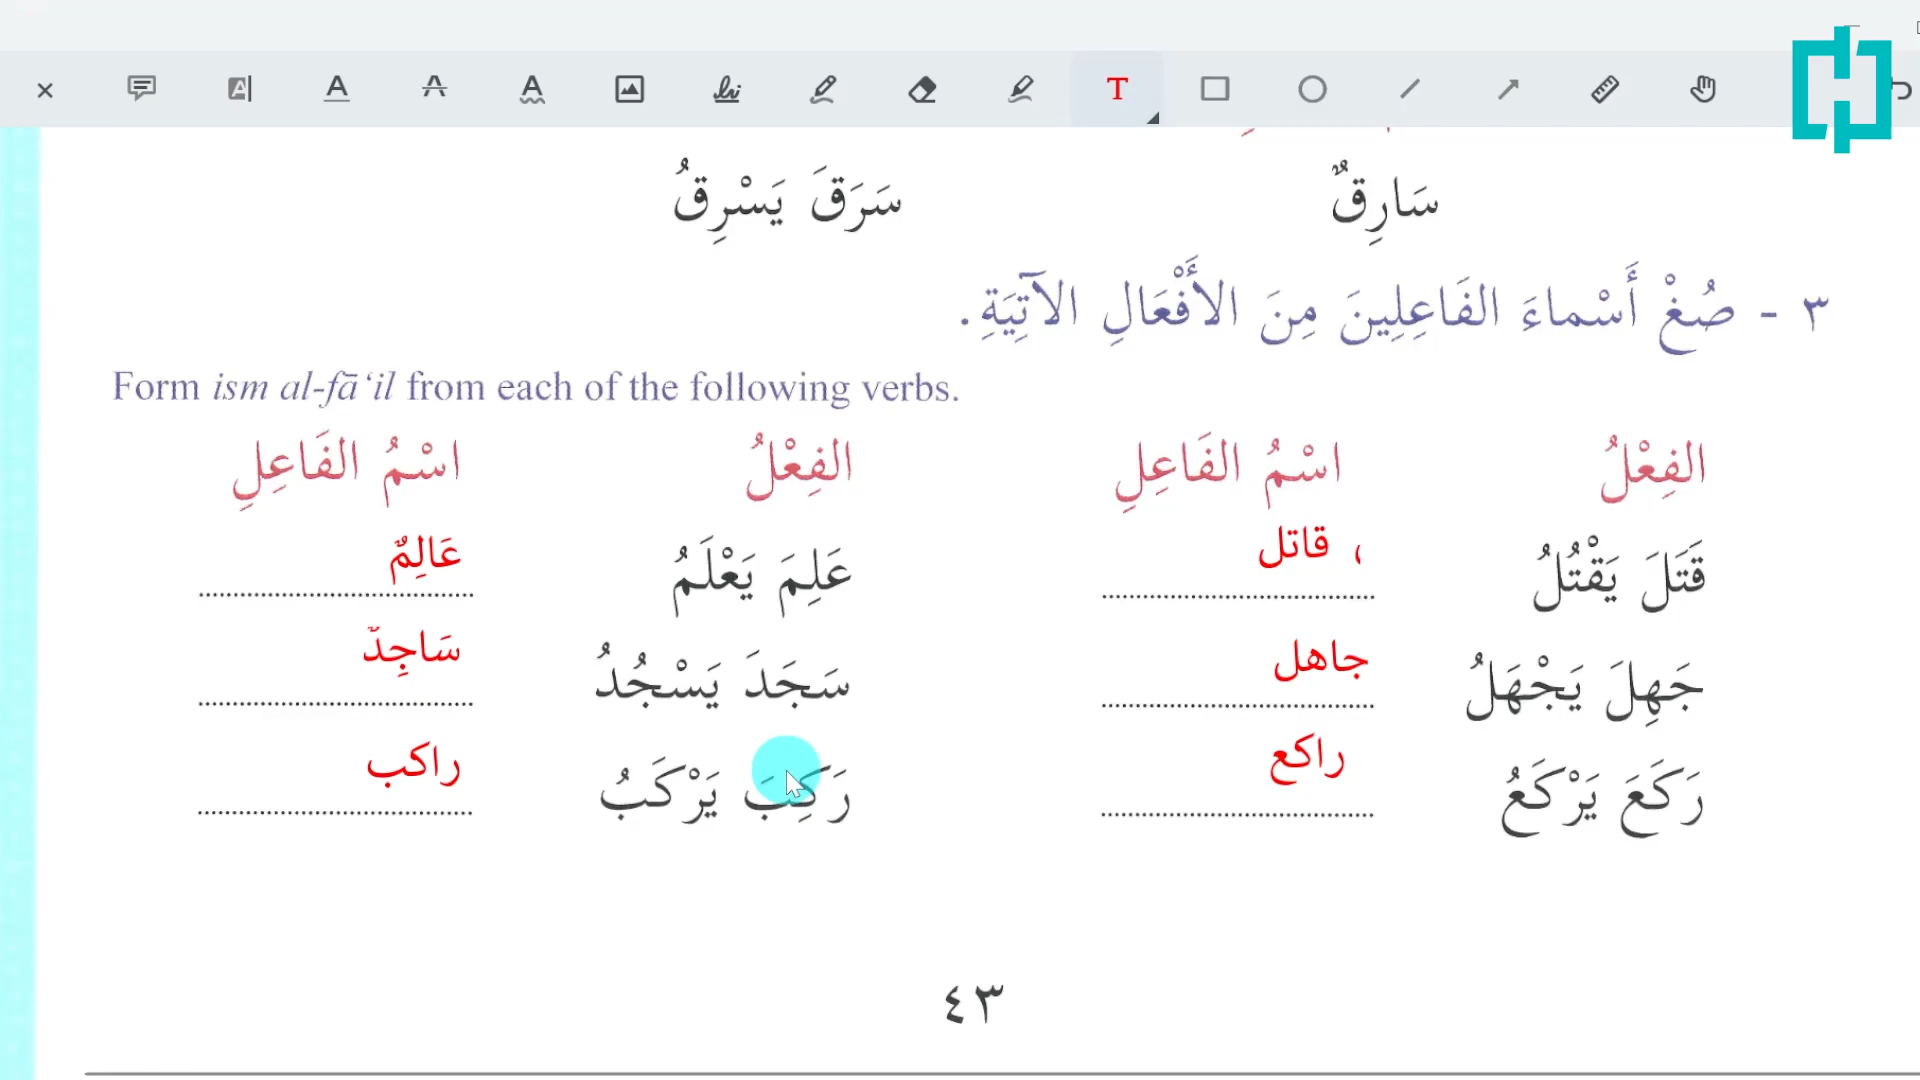 سَارِقٌ سَرَقَ يَسْرِقُ
٣ - صُغْ أَسْماءَ الفَاعِلِينَ مِنَ الأَفْعَالِ الآتِيَةِ.
Form ism al-fā‘il from each of the following verbs.
الفِعْلُ اسْمُ الفَاعِلِ الفِعْلُ اسْمُ الفَاعِلِ
قَتَلَ يَقْتُلُ ، قاتل عَلِمَ يَعْلَمُ عَالِمٌ
جَهِلَ يَجْهَلُ جاهل سَجَدَ يَسْجُدُ سَاجِدٌ
رَكَعَ يَرْكَعُ راكع رَكِبَ يَرْكَبُ راكب
٤٣